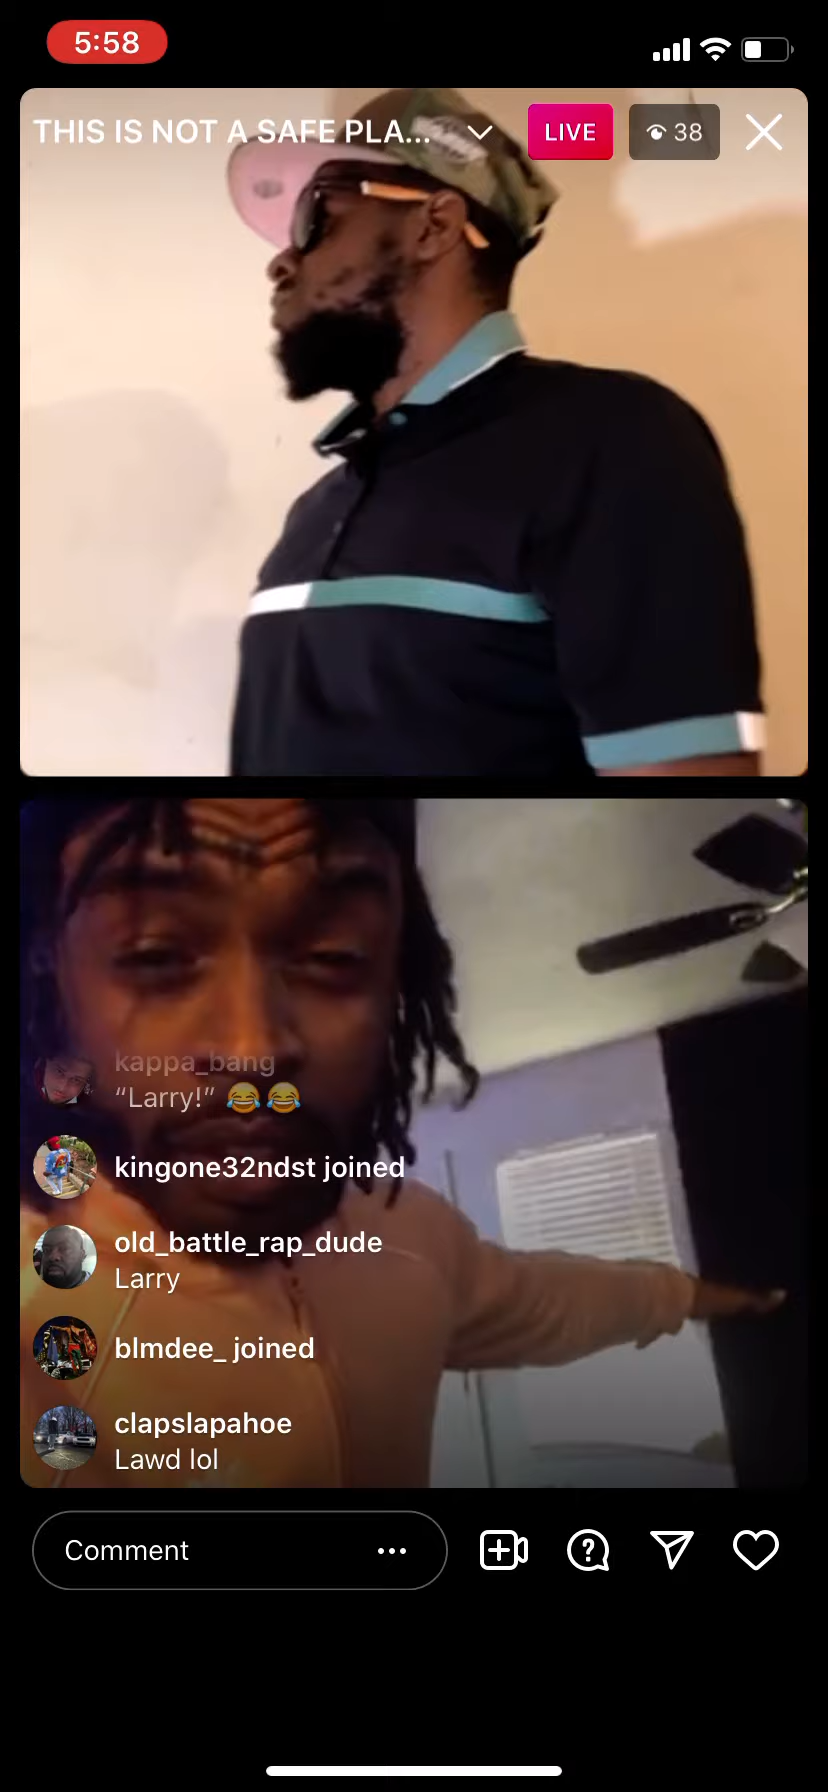 5:58
THIS IS NOT A SAFE PLA...
LIVE
38
kappa_bang
“Larry!” 😂😂
kingone32ndst joined
old_battle_rap_dude
Larry
blmdee_ joined
clapslapahoe
Lawd lol
Comment